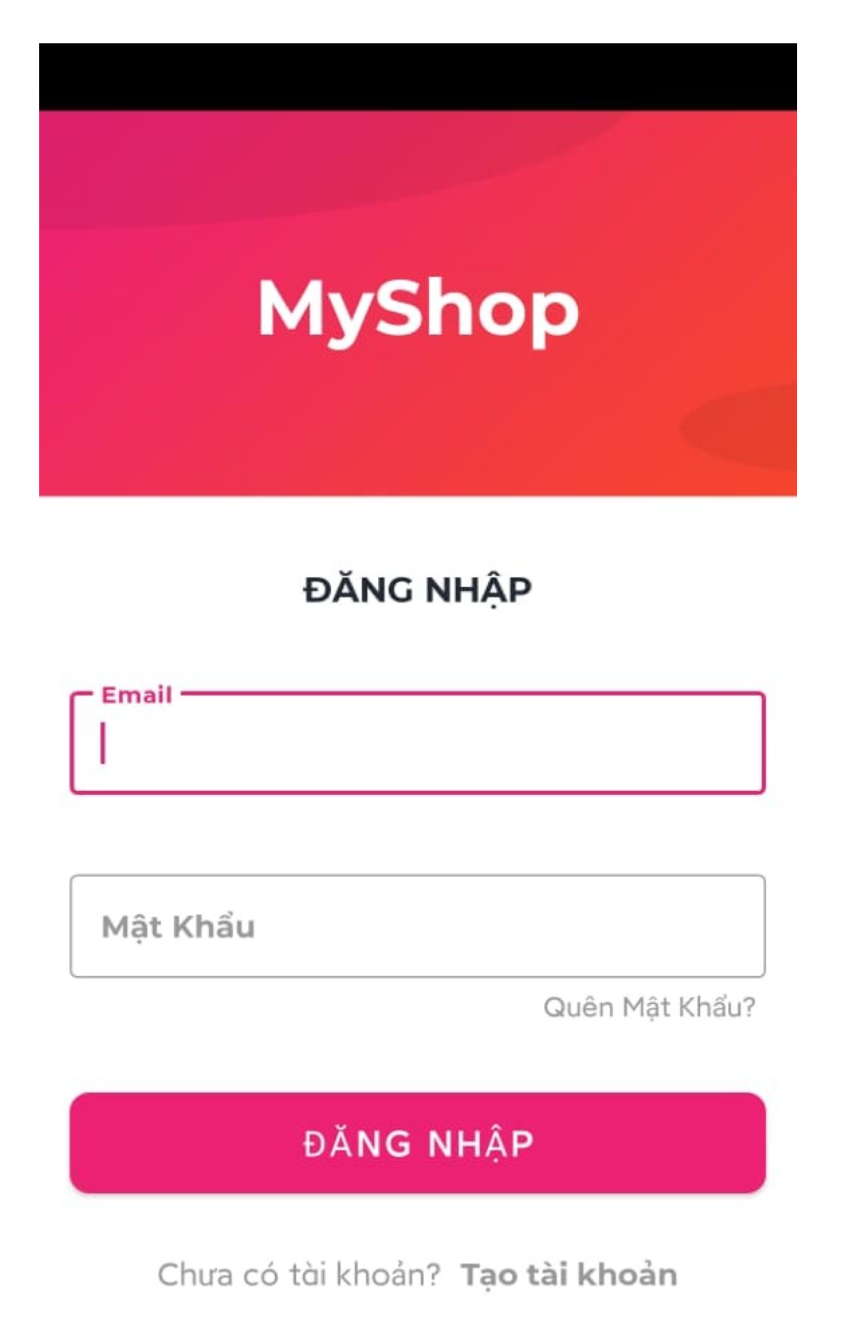 MyShop
ĐĂNG NHẬP
Email
Mật Khẩu
Quên Mật Khẩu?
ĐĂNG NHẬP
Chưa có tài khoản? Tạo tài khoản